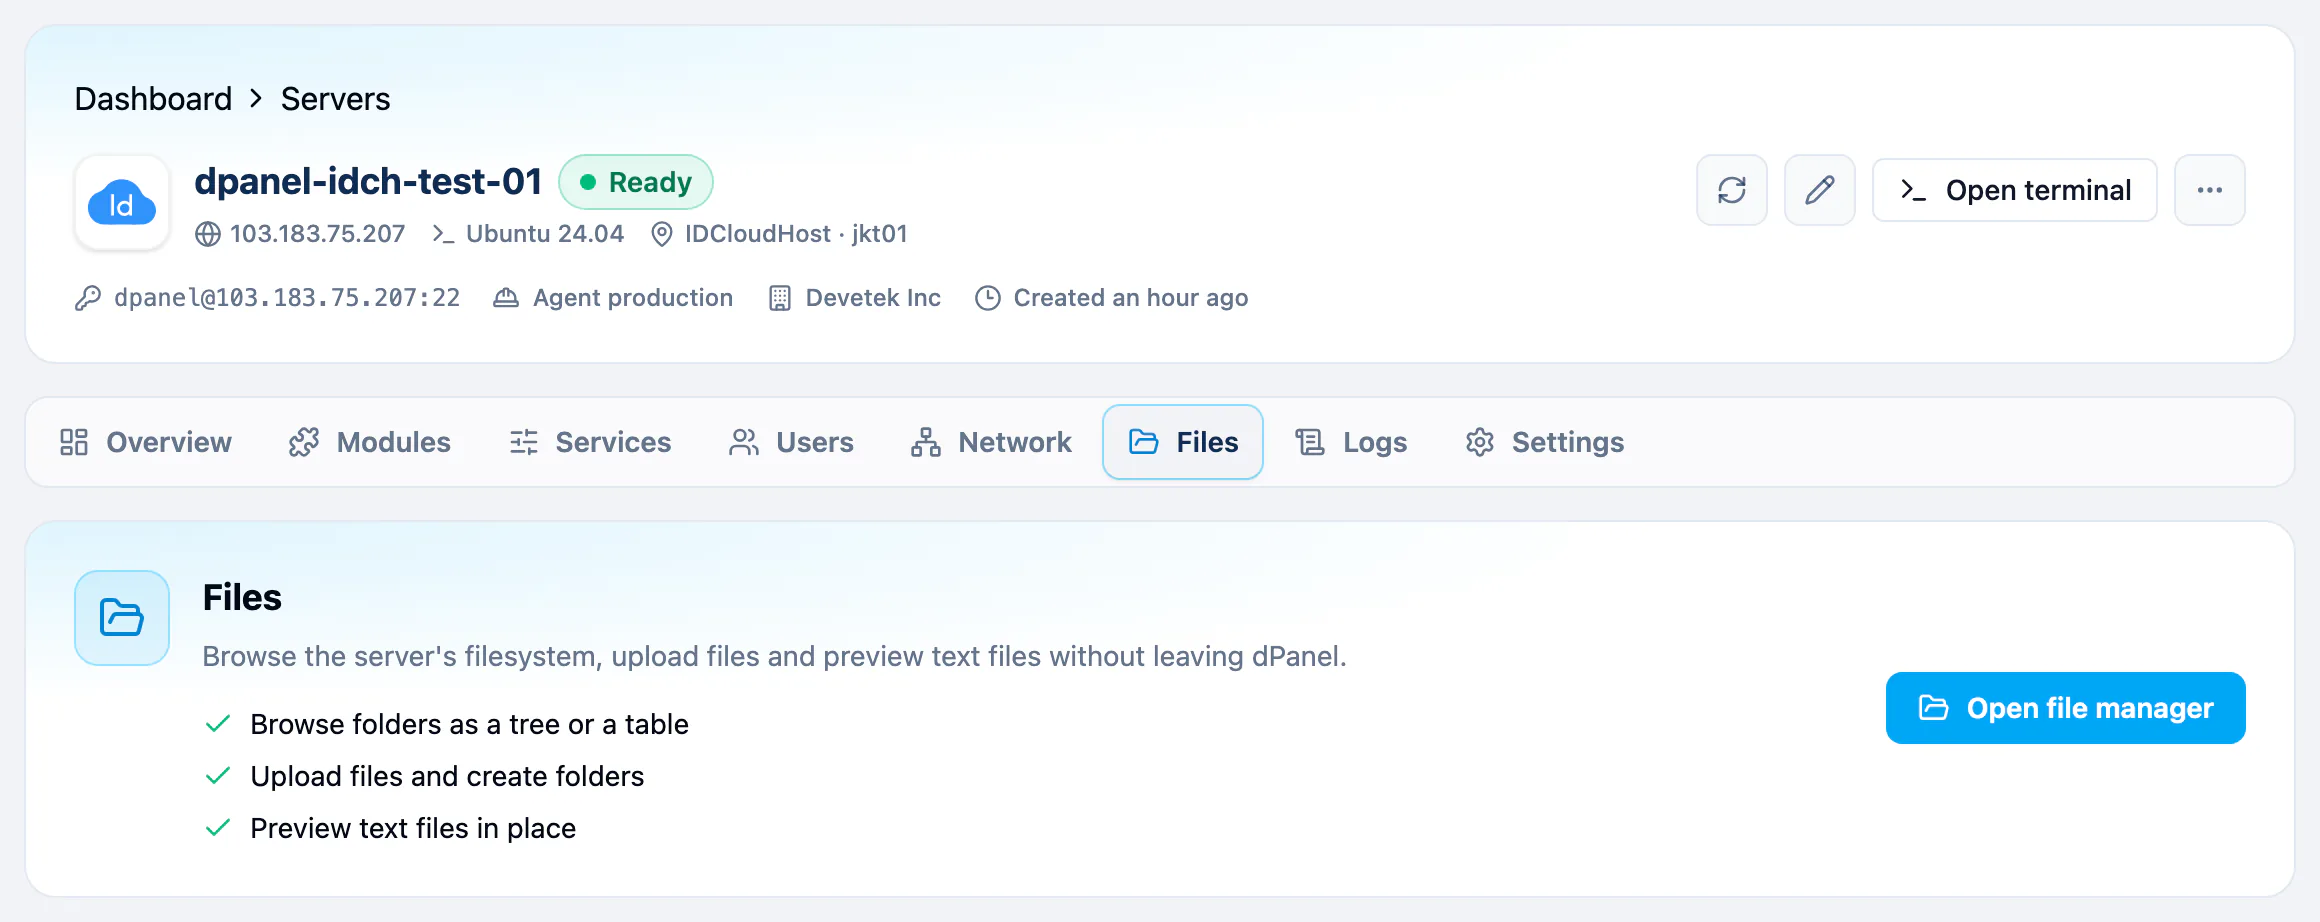 Dashboard > Servers
Id
dpanel-idch-test-01 Ready
103.183.75.207 Ubuntu 24.04 IDCloudHost · jkt01
Open terminal
dpanel@103.183.75.207:22 Agent production Devetek Inc Created an hour ago
Overview Modules Services Users Network Files Logs Settings
Files
Browse the server's filesystem, upload files and preview text files without leaving dPanel.
Open file manager
Browse folders as a tree or a table
Upload files and create folders
Preview text files in place